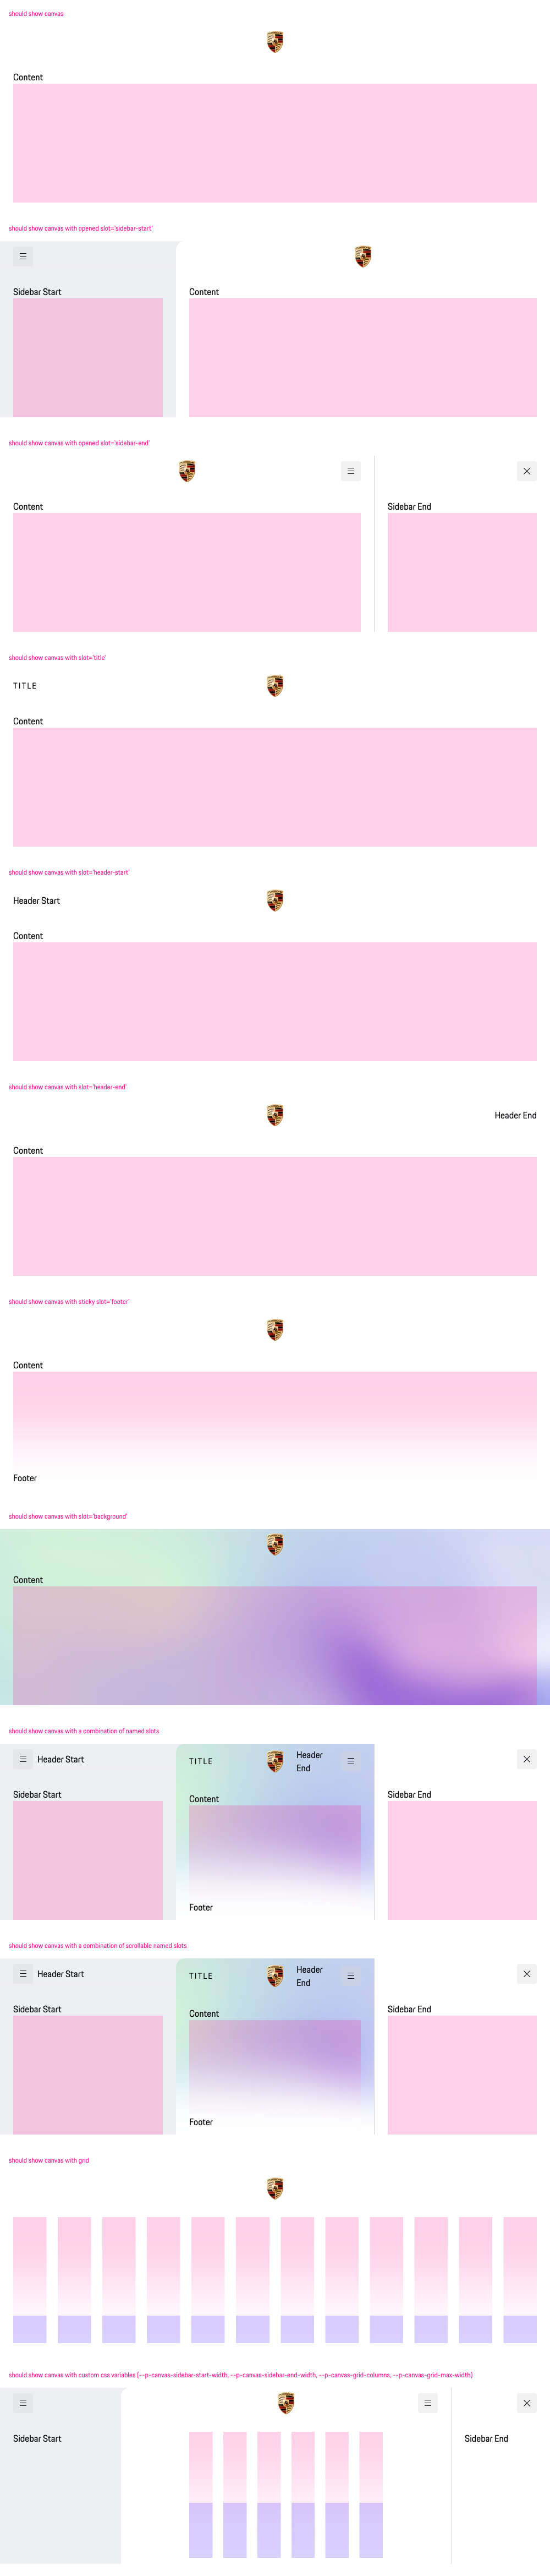 should show canvas
Content
should show canvas with opened slot='sidebar-start'
Sidebar Start
Content
should show canvas with opened slot='sidebar-end'
Content
Sidebar End
should show canvas with slot='title'
TITLE
Content
should show canvas with slot='header-start'
Header Start
Content
should show canvas with slot='header-end'
Header End
Content
should show canvas with sticky slot='footer'
Content
Footer
should show canvas with slot='background'
Content
should show canvas with a combination of named slots
Header Start
Sidebar Start
TITLE
Header
End
Content
Footer
Sidebar End
should show canvas with a combination of scrollable named slots
Header Start
Sidebar Start
TITLE
Header
End
Content
Footer
Sidebar End
should show canvas with grid
should show canvas with custom css variables (--p-canvas-sidebar-start-width, --p-canvas-sidebar-end-width, --p-canvas-grid-columns, --p-canvas-grid-max-width)
Sidebar Start
Sidebar End